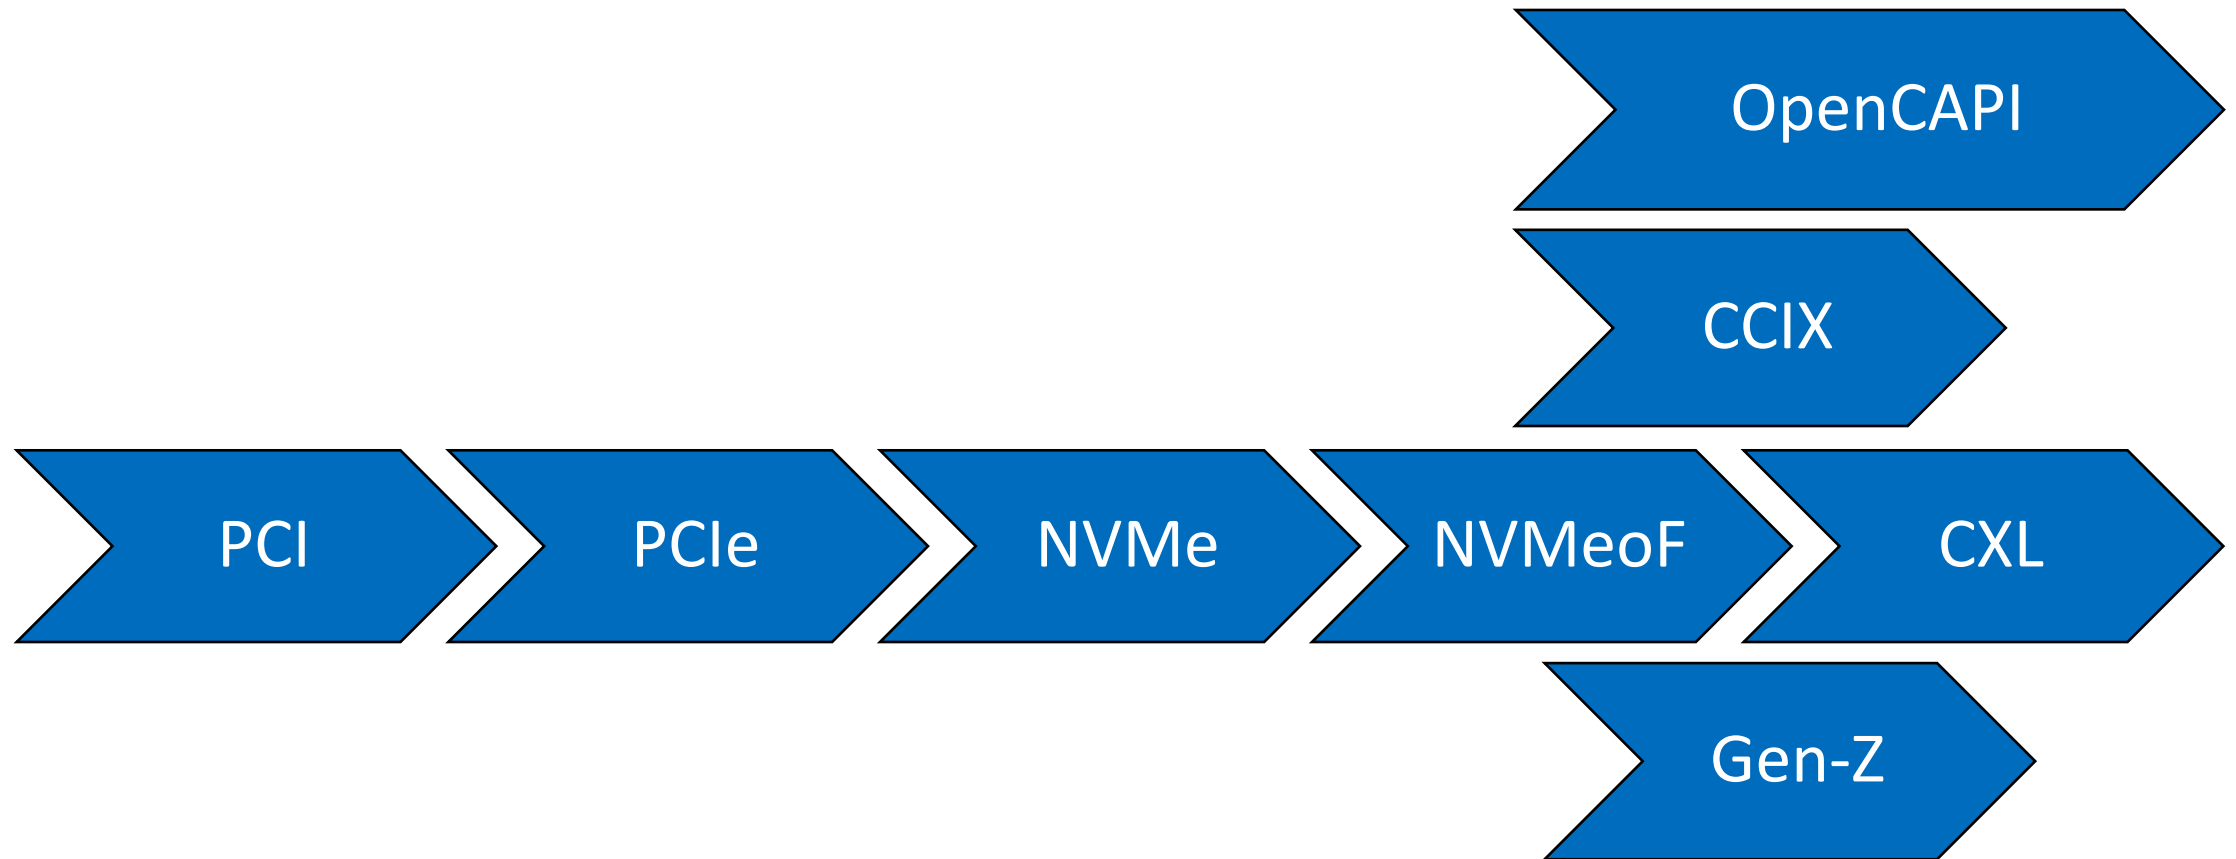 OpenCAPI
CCIX
PCI
PCIe
NVMe
NVMeoF
CXL
Gen-Z